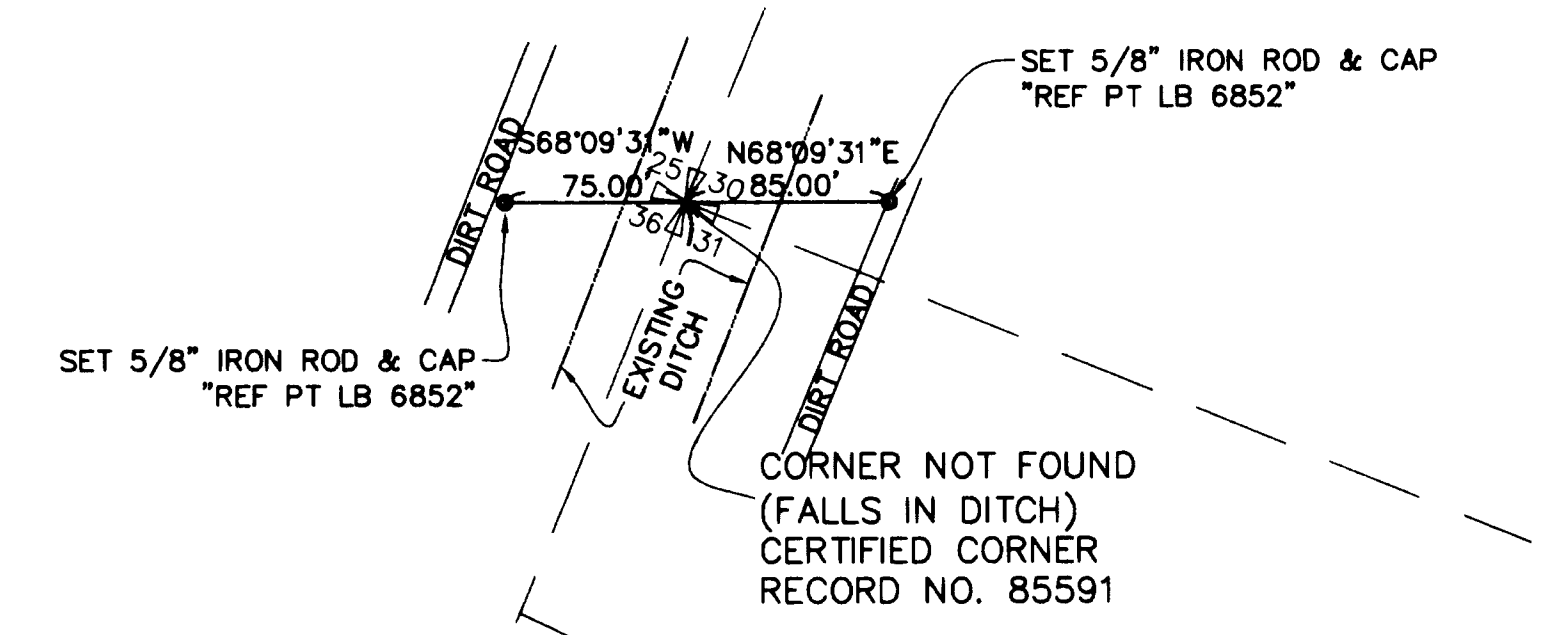 SET 5/8" IRON ROD & CAP
"REF PT LB 6852"
DIRT ROAD
S68°09'31"W
75.00'
N68°09'31"E
85.00'
25
30
36
31
EXISTING
DITCH
DIRT ROAD
SET 5/8" IRON ROD & CAP
"REF PT LB 6852"
CORNER NOT FOUND
(FALLS IN DITCH)
CERTIFIED CORNER
RECORD NO. 85591